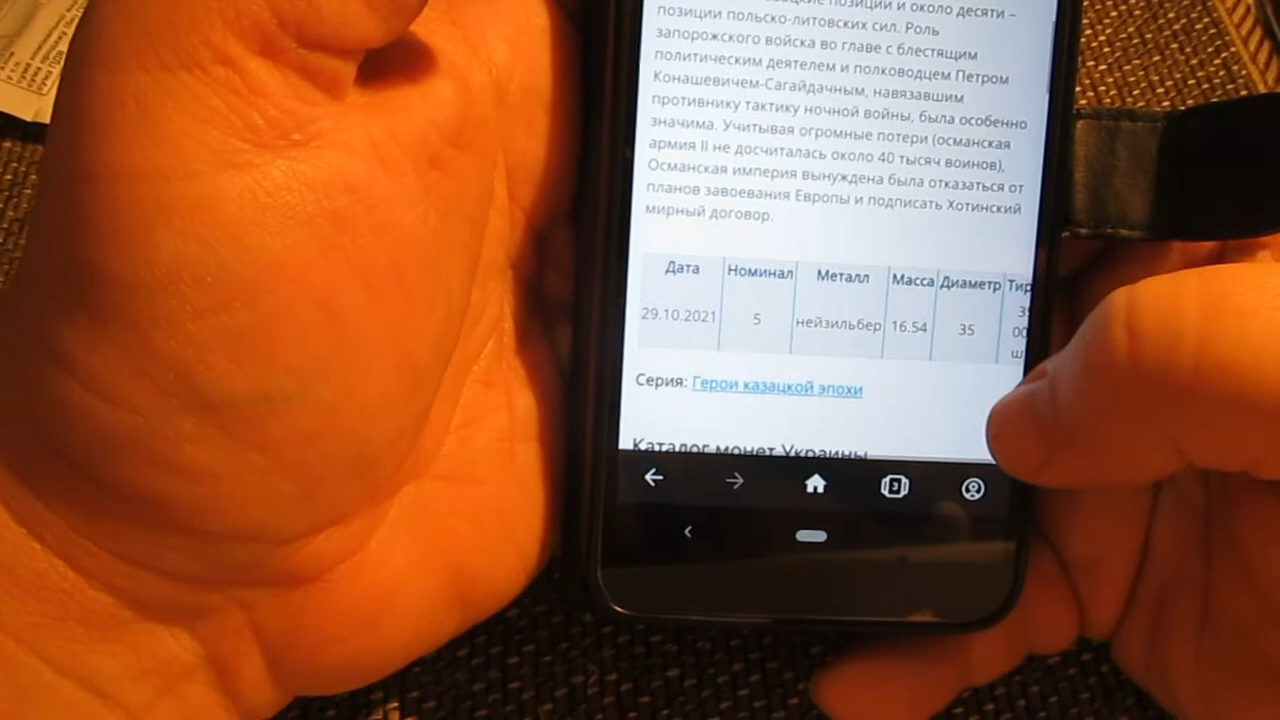 позиции и около десяти –
позиции польско-литовских сил. Роль
запорожского войска во главе с блестящим
политическим деятелем и полководцем Петром
Конашевичем-Сагайдачным, навязавшим
противнику тактику ночной войны, была особенно
значима. Учитывая огромные потери (османская
армия II не досчиталась около 40 тысяч воинов),
Османская империя вынуждена была отказаться от
планов завоевания Европы и подписать Хотинский
мирный договор.
Дата Номинал Металл Масса Диаметр Тир
29.10.2021 5 нейзильбер 16.54 35
Серия: Герои казацкой эпохи
Каталог монет Украины
3